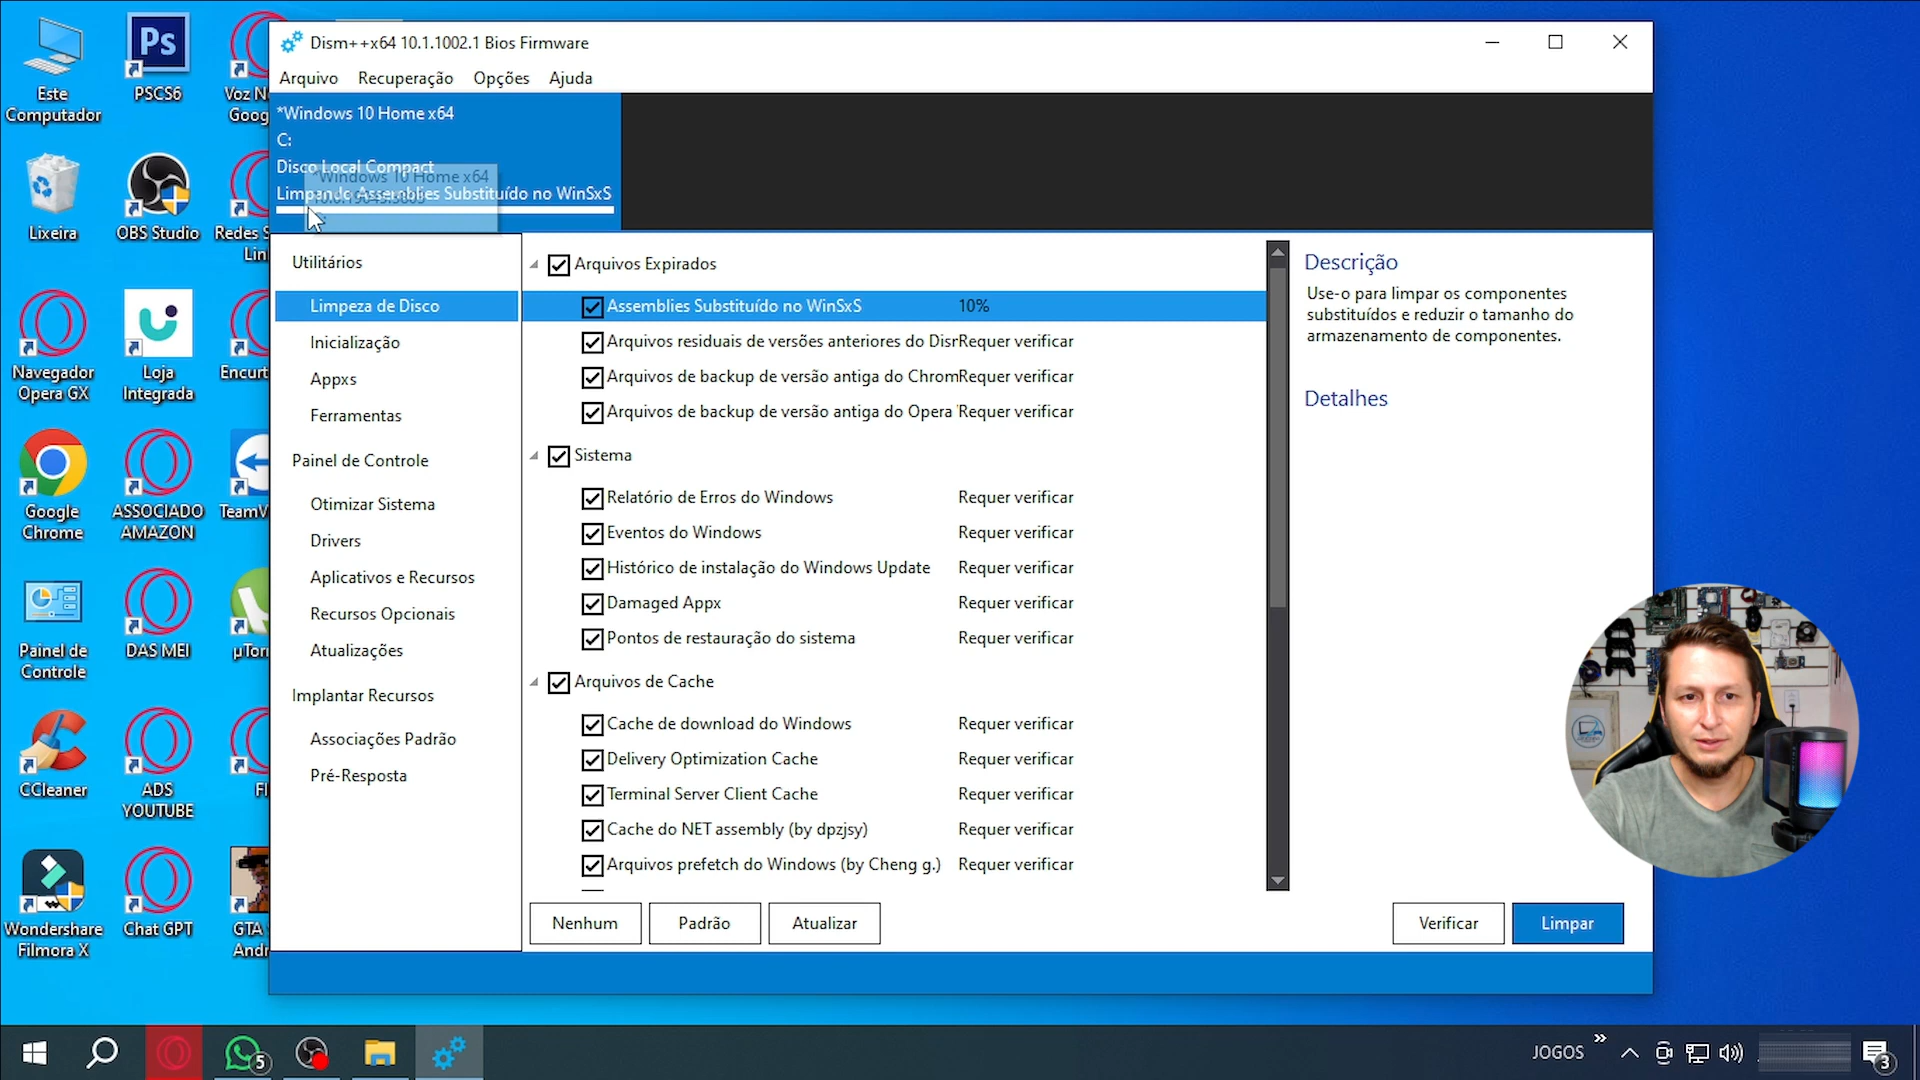 Dism++x64 10.1.1002.1 Bios Firmware
Arquivo Recuperação Opções Ajuda
*Windows 10 Home x64
C:
Disco Local Compact
*Windows 10 Home x64
Limpando Assemblies Substituído no WinSxS
Utilitários
Limpeza de Disco
Inicialização
Appxs
Ferramentas
Painel de Controle
Otimizar Sistema
Drivers
Aplicativos e Recursos
Recursos Opcionais
Atualizações
Implantar Recursos
Associações Padrão
Pré-Resposta
Arquivos Expirados
Assemblies Substituído no WinSxS 10%
Arquivos residuais de versões anteriores do Disr Requer verificar
Arquivos de backup de versão antiga do Chrom Requer verificar
Arquivos de backup de versão antiga do Opera Requer verificar
Sistema
Relatório de Erros do Windows Requer verificar
Eventos do Windows Requer verificar
Histórico de instalação do Windows Update Requer verificar
Damaged Appx Requer verificar
Pontos de restauração do sistema Requer verificar
Arquivos de Cache
Cache de download do Windows Requer verificar
Delivery Optimization Cache Requer verificar
Terminal Server Client Cache Requer verificar
Cache do NET assembly (by dpzjsy) Requer verificar
Arquivos prefetch do Windows (by Cheng g.) Requer verificar
Nenhum Padrão Atualizar Verificar Limpar
Descrição
Use-o para limpar os componentes
substituídos e reduzir o tamanho do
armazenamento de componentes.
Detalhes
Este
Computador
Ps
PSCS6
Voz N
Goog
Lixeira
OBS Studio
Redes S
Lin
Navegador
Opera GX
Loja
Integrada
Encurt
Google
Chrome
ASSOCIADO
AMAZON
TeamV
Painel de
Controle
DAS MEI
µTorr
CCleaner
ADS
YOUTUBE
FI
Wondershare
Filmora X
Chat GPT
GTA
Andr
5
JOGOS
3